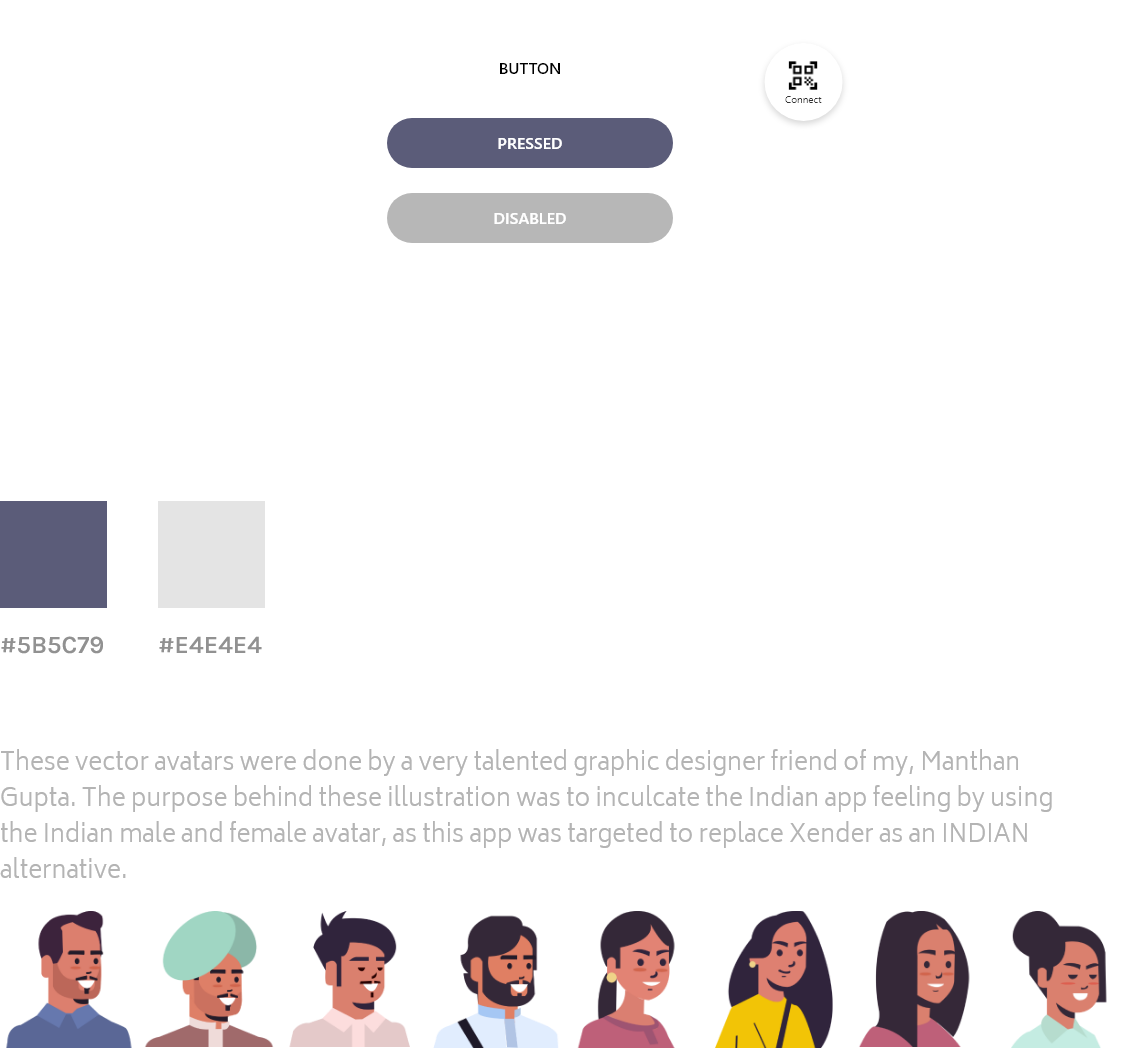 BUTTON
Connect
PRESSED
DISABLED
#5B5C79 #E4E4E4
These vector avatars were done by a very talented graphic designer friend of my, Manthan
Gupta. The purpose behind these illustration was to inculcate the Indian app feeling by using
the Indian male and female avatar, as this app was targeted to replace Xender as an INDIAN
alternative.